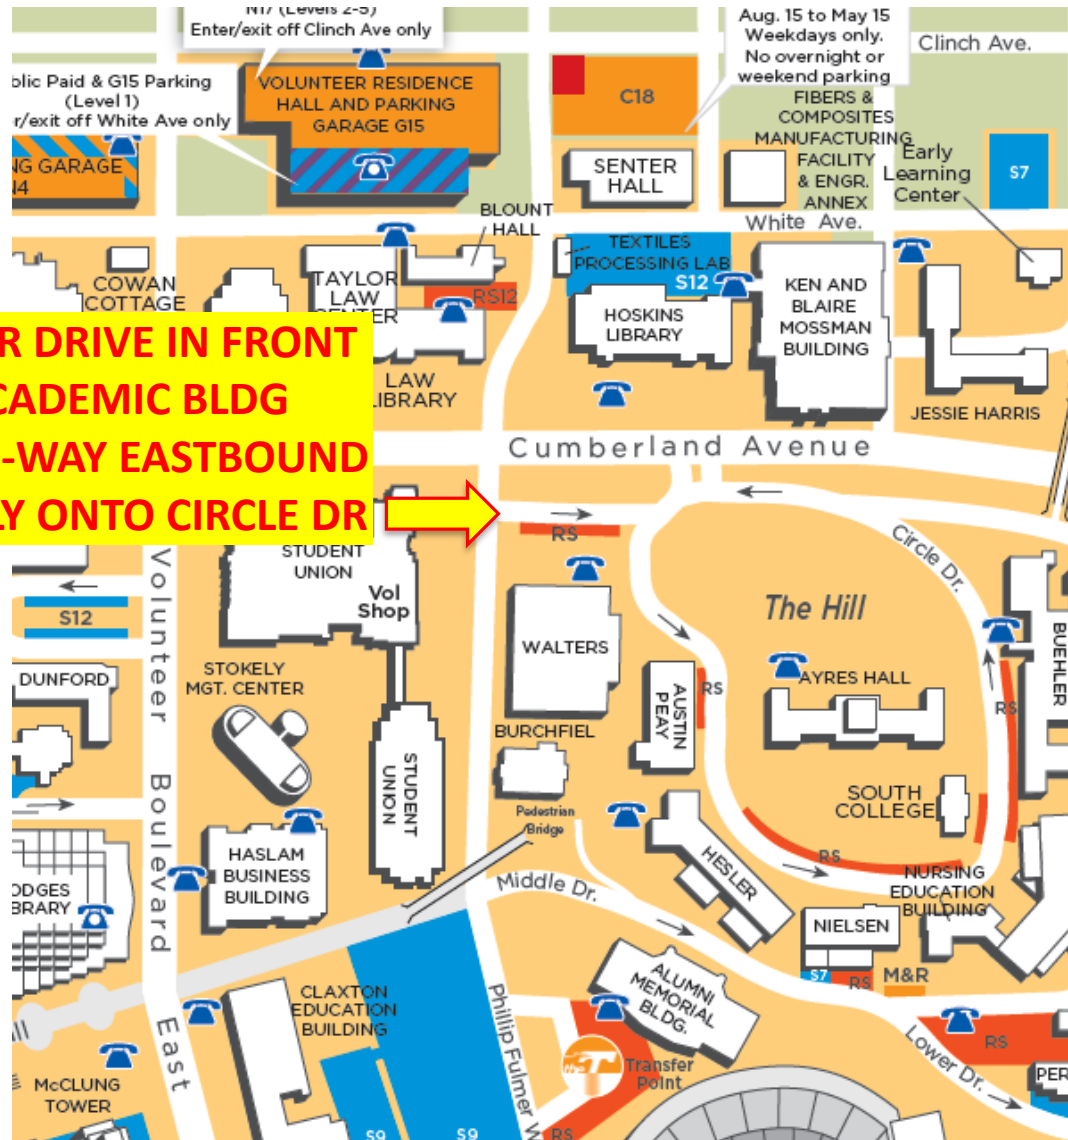 N17 (Levels 2-5)
Enter/exit off Clinch Ave only
Aug. 15 to May 15
Weekdays only.
No overnight or
weekend parking
Clinch Ave.
Paid & G15 Parking
(Level 1)
exit off White Ave only
VOLUNTEER RESIDENCE
HALL AND PARKING
GARAGE G15
C18
FIBERS &
COMPOSITES
MANUFACTURING
FACILITY
& ENGR.
ANNEX
Early
Learning
Center
S7
GARAGE
SENTER
HALL
BLOUNT
HALL
White Ave.
COWAN
COTTAGE
TAYLOR
LAW
CENTER
RS12
TEXTILES
PROCESSING LAB
S12
HOSKINS
LIBRARY
KEN AND
BLAIRE
MOSSMAN
BUILDING
JESSIE HARRIS
LAW
LIBRARY
DRIVE IN FRONT
BLDG
-WAY EASTBOUND
ONTO CIRCLE DR
Cumberland Avenue
RS
Circle Dr.
STUDENT
UNION
Vol
Shop
S12
Volunteer Boulevard
The Hill
WALTERS
BUEHLER
DUNFORD
STOKELY
MGT. CENTER
AUSTIN
PEAY
RS
AYRES HALL
RS
BURCHFIEL
STUDENT
UNION
SOUTH
COLLEGE
Pedestrian
Bridge
HASLAM
BUSINESS
BUILDING
HESLER
RS
NURSING
EDUCATION
BUILDING
Middle Dr.
NIELSEN
S7
RS
M&R
CLAXTON
EDUCATION
BUILDING
ALUMNI
MEMORIAL
BLDG.
Phillip Fulmer
East
McCLUNG
TOWER
T
Transfer
Point
RS
Lower Dr.
S9
S9
RS